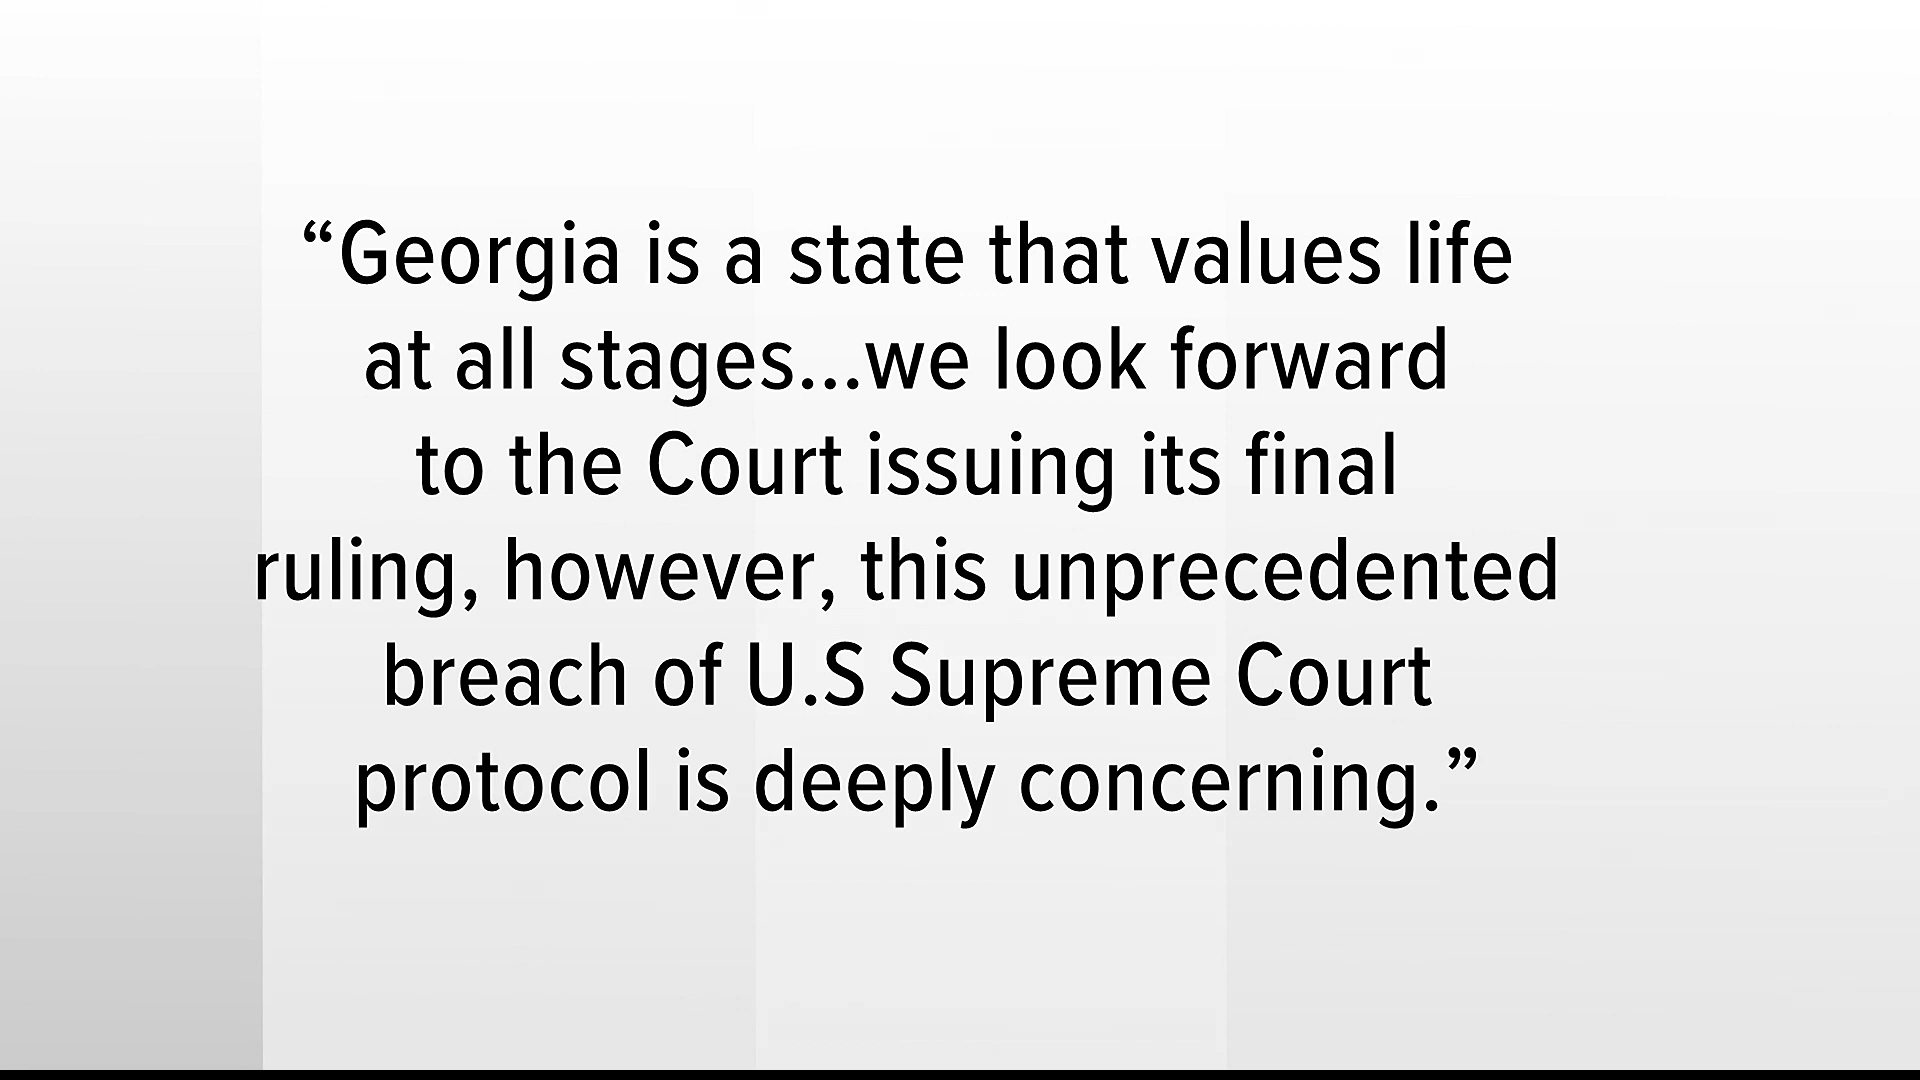 “Georgia is a state that values life
at all stages...we look forward
to the Court issuing its final
ruling, however, this unprecedented
breach of U.S Supreme Court
protocol is deeply concerning.”